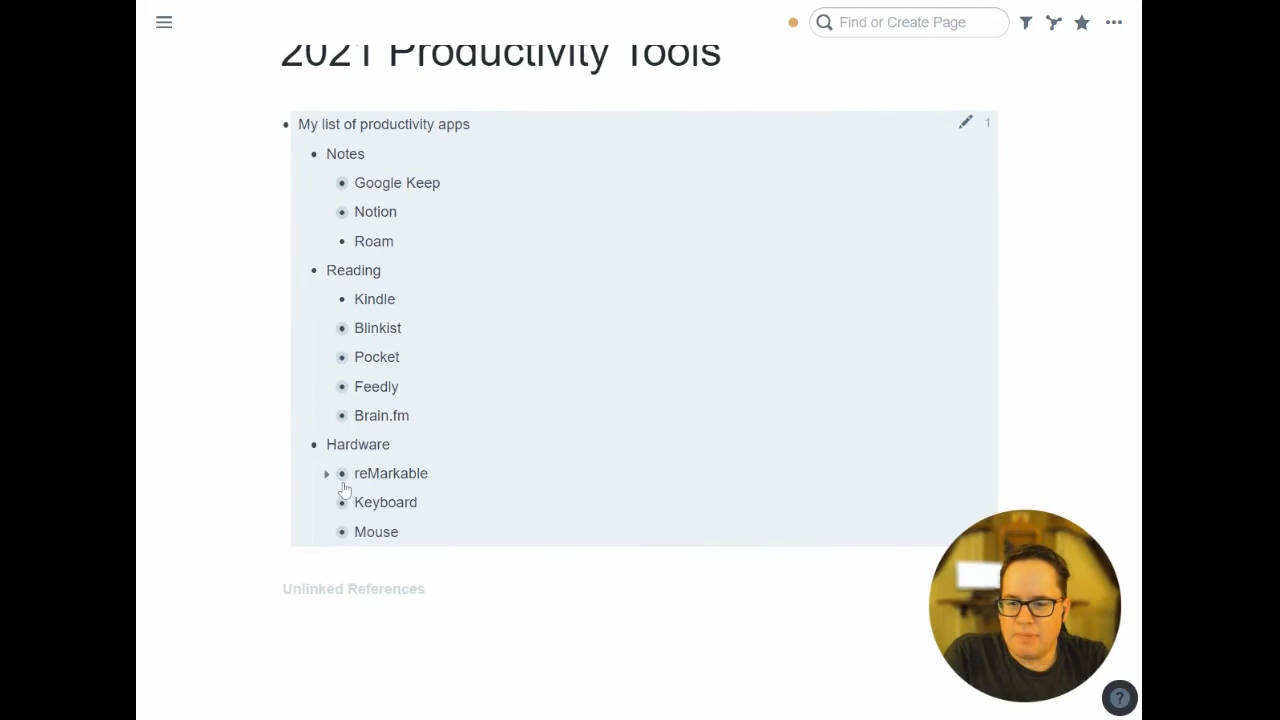 Find or Create Page
2021 Productivity Tools
My list of productivity apps
1
Notes
Google Keep
Notion
Roam
Reading
Kindle
Blinkist
Pocket
Feedly
Brain.fm
Hardware
reMarkable
Keyboard
Mouse
Unlinked References
?